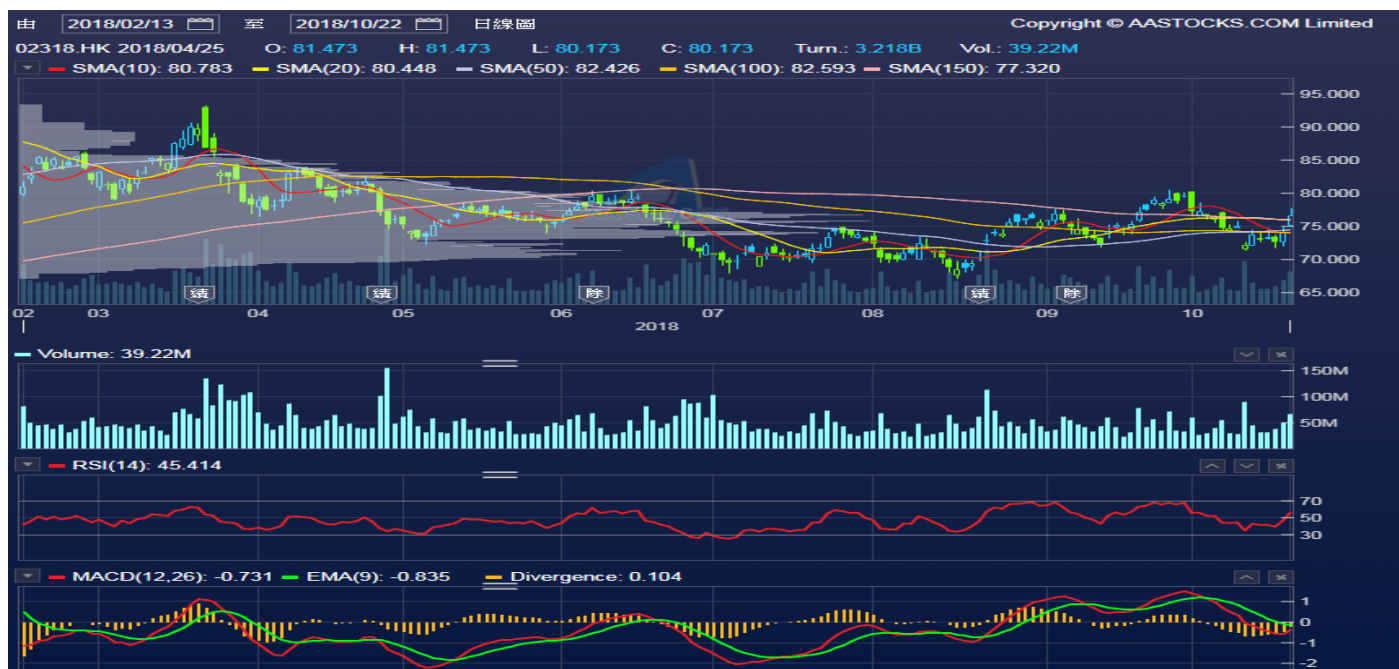 由 2018/02/13 至 2018/10/22 日線圖 Copyright © AASTOCKS.COM Limited
02318.HK 2018/04/25 O: 81.473 H: 81.473 L: 80.173 C: 80.173 Turn.: 3.218B Vol.: 39.22M
SMA(10): 80.783 SMA(20): 80.448 SMA(50): 82.426 SMA(100): 82.593 SMA(150): 77.320
95.000
90.000
85.000
80.000
75.000
70.000
65.000
績 績 除 績 除
02 03 04 05 06 07 08 09 10
2018
Volume: 39.22M
150M
100M
50M
RSI(14): 45.414
70
50
30
MACD(12,26): -0.731 EMA(9): -0.835 Divergence: 0.104
1
0
-1
-2